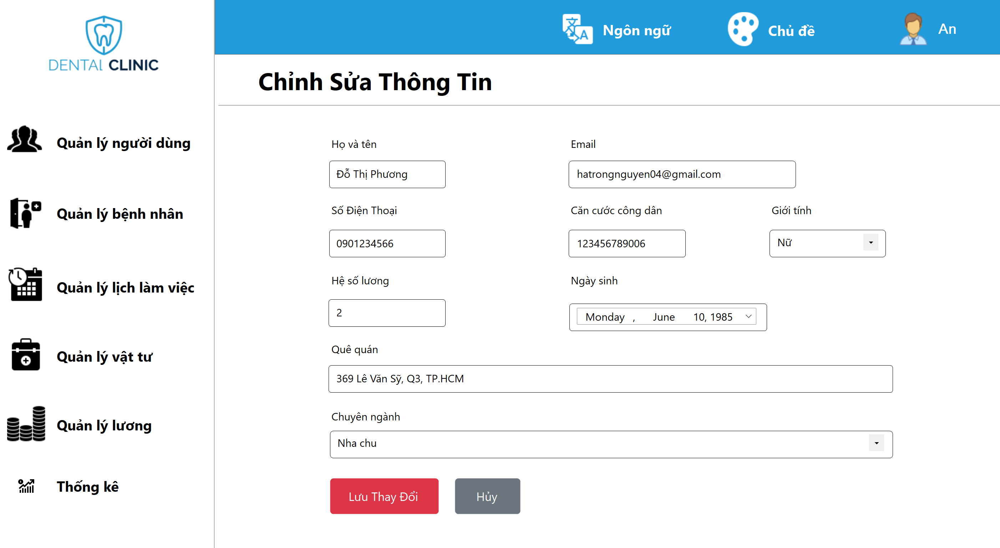 DENTAL CLINIC
Ngôn ngữ
Chủ đề
An
Chỉnh Sửa Thông Tin
Quản lý người dùng
Quản lý bệnh nhân
Quản lý lịch làm việc
Quản lý vật tư
Quản lý lương
Thống kê
Họ và tên
Email
Đỗ Thị Phương
hatrongnguyen04@gmail.com
Số Điện Thoại
Căn cước công dân
Giới tính
0901234566
123456789006
Nữ
Hệ số lương
Ngày sinh
2
Monday , June 10, 1985
Quê quán
369 Lê Văn Sỹ, Q3, TP.HCM
Chuyên ngành
Nha chu
Lưu Thay Đổi
Hủy